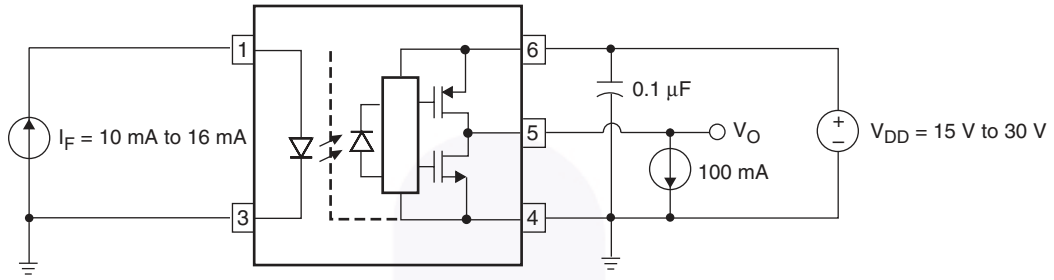 1
6
0.1 μF
I_F = 10 mA to 16 mA
5
V_O
+
–
V_DD = 15 V to 30 V
100 mA
3
4